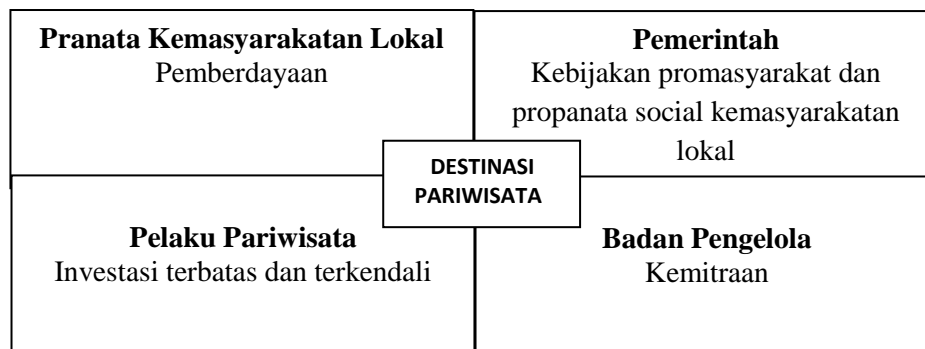 Pranata Kemasyarakatan Lokal
Pemberdayaan
Pemerintah
Kebijakan promasyarakat dan
propanata social kemasyarakatan
lokal
DESTINASI
PARIWISATA
Pelaku Pariwisata
Investasi terbatas dan terkendali
Badan Pengelola
Kemitraan